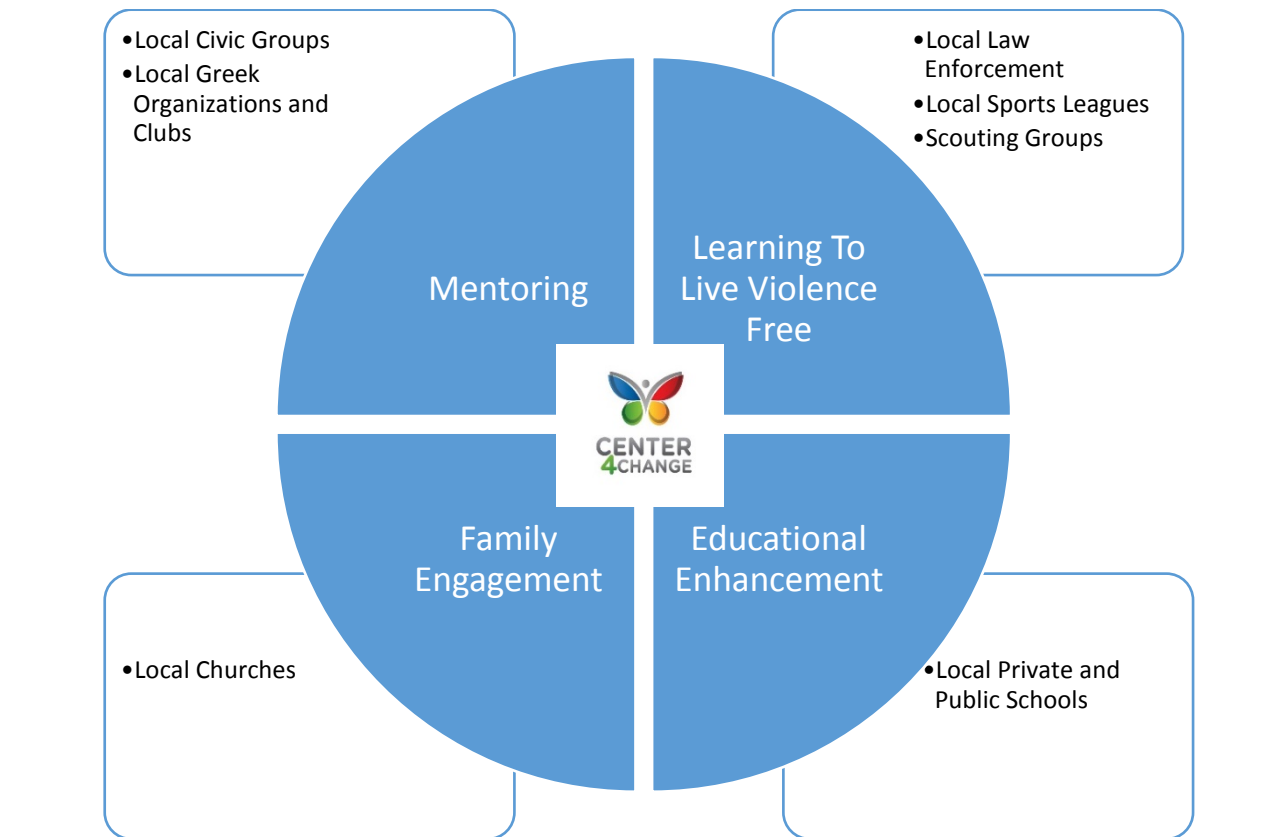 •Local Civic Groups
•Local Greek
Organizations and
Clubs
•Local Law
Enforcement
•Local Sports Leagues
•Scouting Groups
Mentoring
Learning To
Live Violence
Free
CENTER
4CHANGE
Family
Engagement
Educational
Enhancement
•Local Churches
•Local Private and
Public Schools